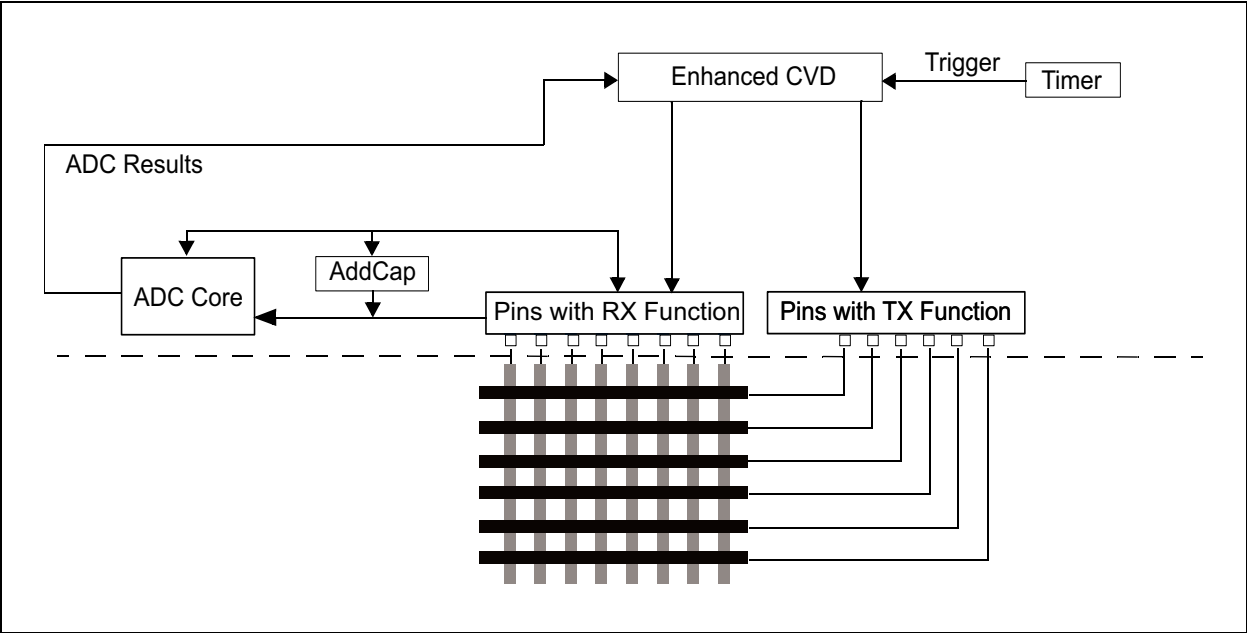 Enhanced CVD
Trigger
Timer
ADC Results
AddCap
ADC Core
Pins with RX Function
Pins with TX Function